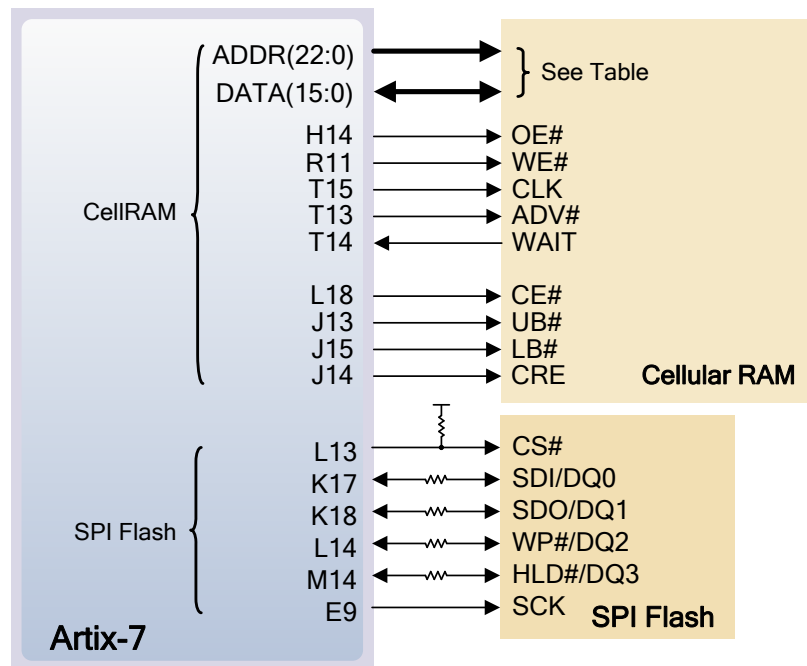 ADDR(22:0)
DATA(15:0)
See Table
H14 OE#
R11 WE#
T15 CLK
T13 ADV#
CellRAM
T14 WAIT
L18 CE#
J13 UB#
J15 LB#
J14 CRE
Cellular RAM
L13 CS#
K17 SDI/DQ0
K18 SDO/DQ1
SPI Flash
L14 WP#/DQ2
M14 HLD#/DQ3
E9 SCK
SPI Flash
Artix-7